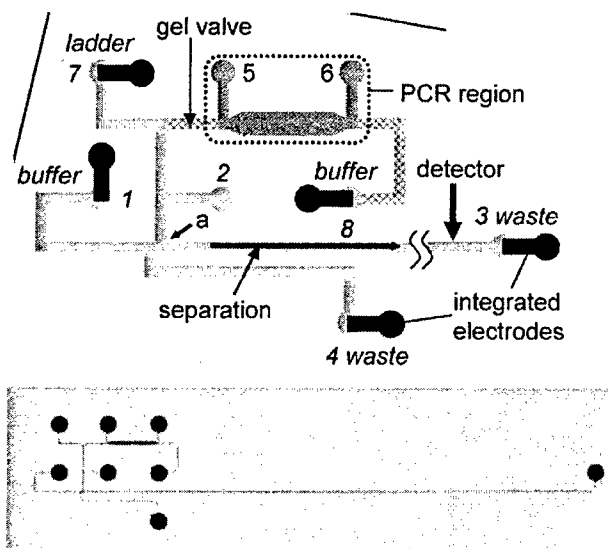 gel valve
ladder
7
5
6
PCR region
buffer
1
2
buffer
detector
a
8
3 waste
separation
integrated
electrodes
4 waste